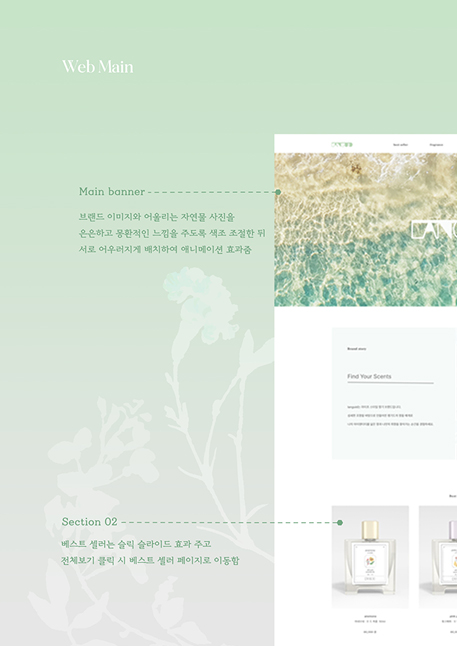 Web Main
Best seller
Fragrance
Main banner
브랜드 이미지와 어울리는 자연물 사진을
은은하고 몽환적인 느낌을 주도록 색조 조절한 뒤
서로 어우러지게 배치하여 애니메이션 효과줌
Brand story
Find Your Scents
Section 02
베스트 셀러는 슬릭 슬라이드 효과 주고
전체보기 클릭 시 베스트 셀러 페이지로 이동함